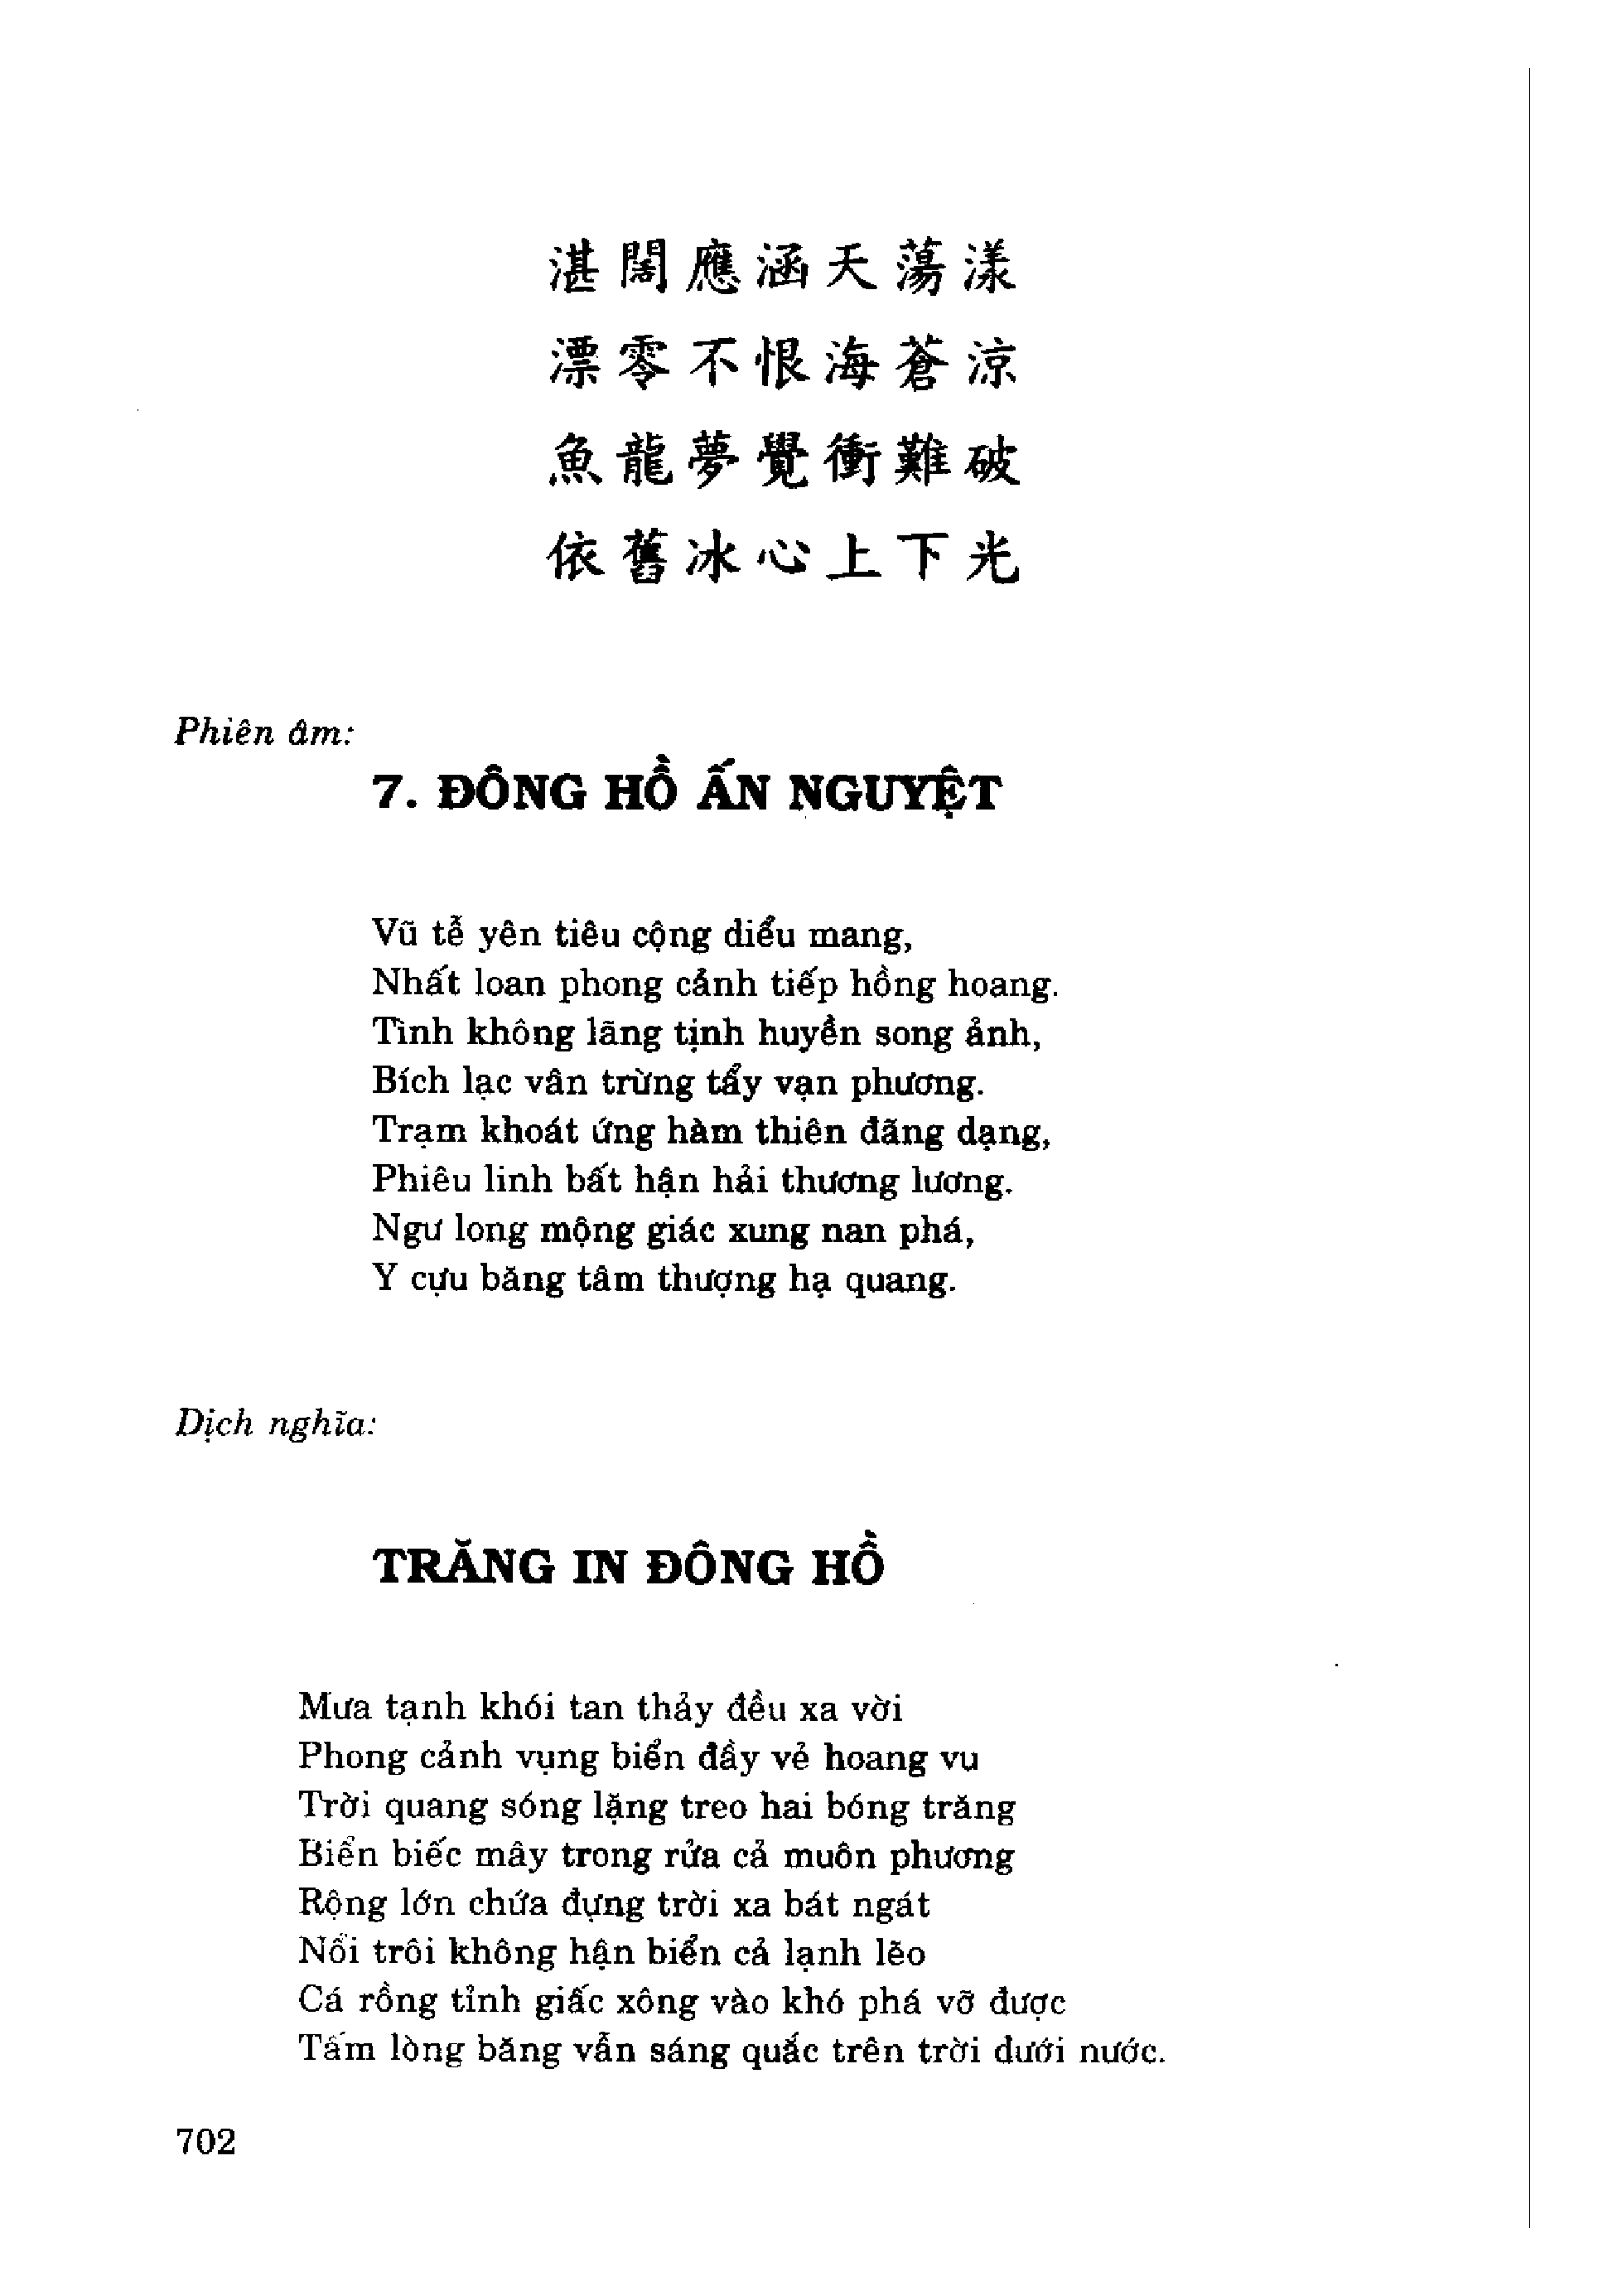 湛闊應涵天蕩漾
漂零不恨海蒼涼
魚龍夢覺衝難破
依舊冰心上下光
Phiên âm:
7. ĐÔNG HỒ ẤN NGUYỆT
Vũ tễ yên tiêu cộng diểu mang,
Nhất loan phong cảnh tiếp hồng hoang.
Tình không lãng tịnh huyền song ảnh,
Bích lạc vân trừng tẩy vạn phương.
Trạm khoát ứng hàm thiên đãng dạng,
Phiêu linh bất hận hải thương lương.
Ngư long mộng giác xung nan phá,
Y cựu băng tâm thượng hạ quang.
Dịch nghĩa:
TRĂNG IN ĐÔNG HỒ
Mưa tạnh khói tan thảy đều xa vời
Phong cảnh vụng biển đầy vẻ hoang vu
Trời quang sóng lặng treo hai bóng trăng
Biển biếc mây trong rửa cả muôn phương
Rộng lớn chứa đựng trời xa bát ngát
Nổi trôi không hận biển cả lạnh lẽo
Cá rồng tỉnh giấc xông vào khó phá vỡ được
Tấm lòng băng vẫn sáng quắc trên trời dưới nước.
702